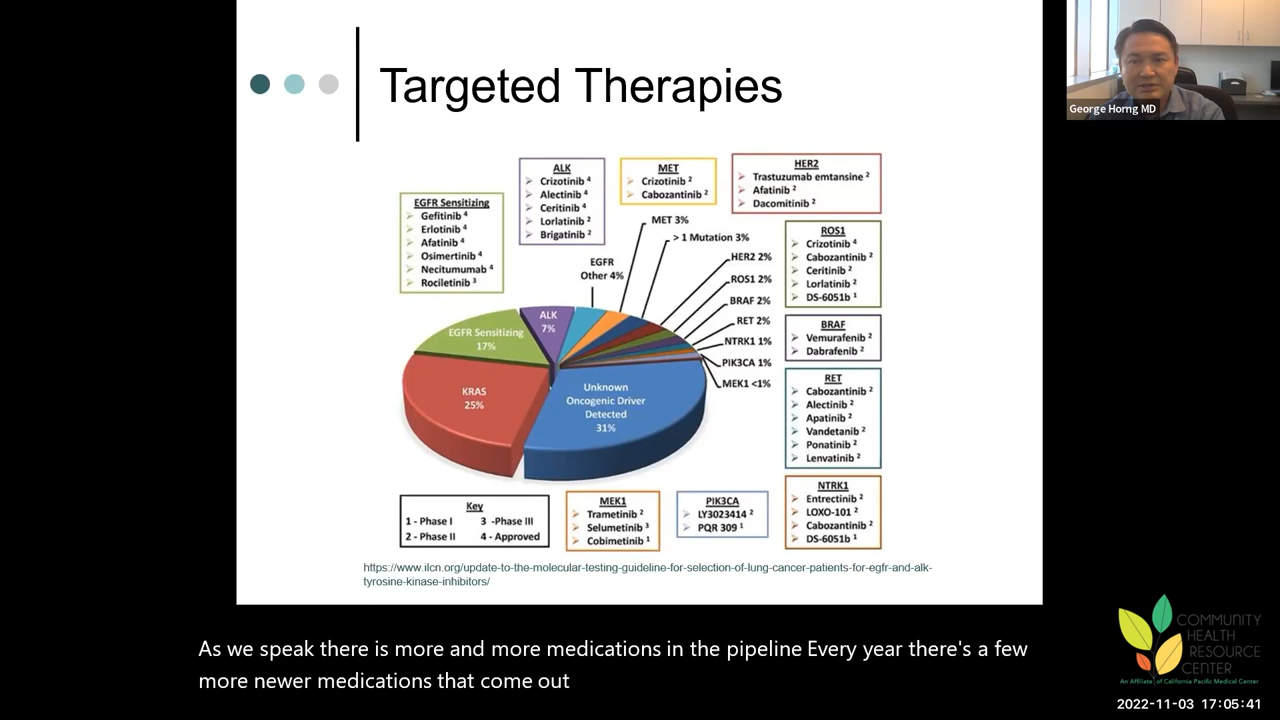 Targeted Therapies
George Horng MD
ALK
Crizotinib 4
Alectinib 4
Ceritinib 4
Lorlatinib 2
Brigatinib 2
MET
Crizotinib 2
Cabozantinib 2
HER2
Trastuzumab emtansine 2
Afatinib 2
Dacomitinib 2
EGFR Sensitizing
Gefitinib 4
Erlotinib 4
Afatinib 4
Osimertinib 4
Necitumumab 4
Rociletinib 3
ROS1
Crizotinib 4
Cabozantinib 2
Ceritinib 2
Lorlatinib 2
DS-6051b 1
MET 3%
> 1 Mutation 3%
EGFR
Other 4%
HER2 2%
ROS1 2%
BRAF 2%
RET 2%
NTRK1 1%
PIK3CA 1%
MEK1 <1%
ALK
7%
EGFR Sensitizing
17%
KRAS
25%
Unknown
Oncogenic Driver
Detected
31%
BRAF
Vemurafenib 2
Dabrafenib 2
RET
Cabozantinib 2
Alectinib 2
Apatinib 2
Vandetanib 2
Ponatinib 2
Lenvatinib 2
NTRK1
Entrectinib 2
LOXO-101 2
Cabozantinib 2
DS-6051b 1
Key
1 - Phase I 3 -Phase III
2 - Phase II 4 - Approved
MEK1
Trametinib 2
Selumetinib 3
Cobimetinib 1
PIK3CA
LY3023414 2
PQR 309 1
https://www.ilcn.org/update-to-the-molecular-testing-guideline-for-selection-of-lung-cancer-patients-for-egfr-and-alk-
tyrosine-kinase-inhibitors/
As we speak there is more and more medications in the pipeline Every year there's a few
more newer medications that come out
COMMUNITY
HEALTH
RESOURCE
CENTER
An Affiliate of California Pacific Medical Center
2022-11-03 17:05:41